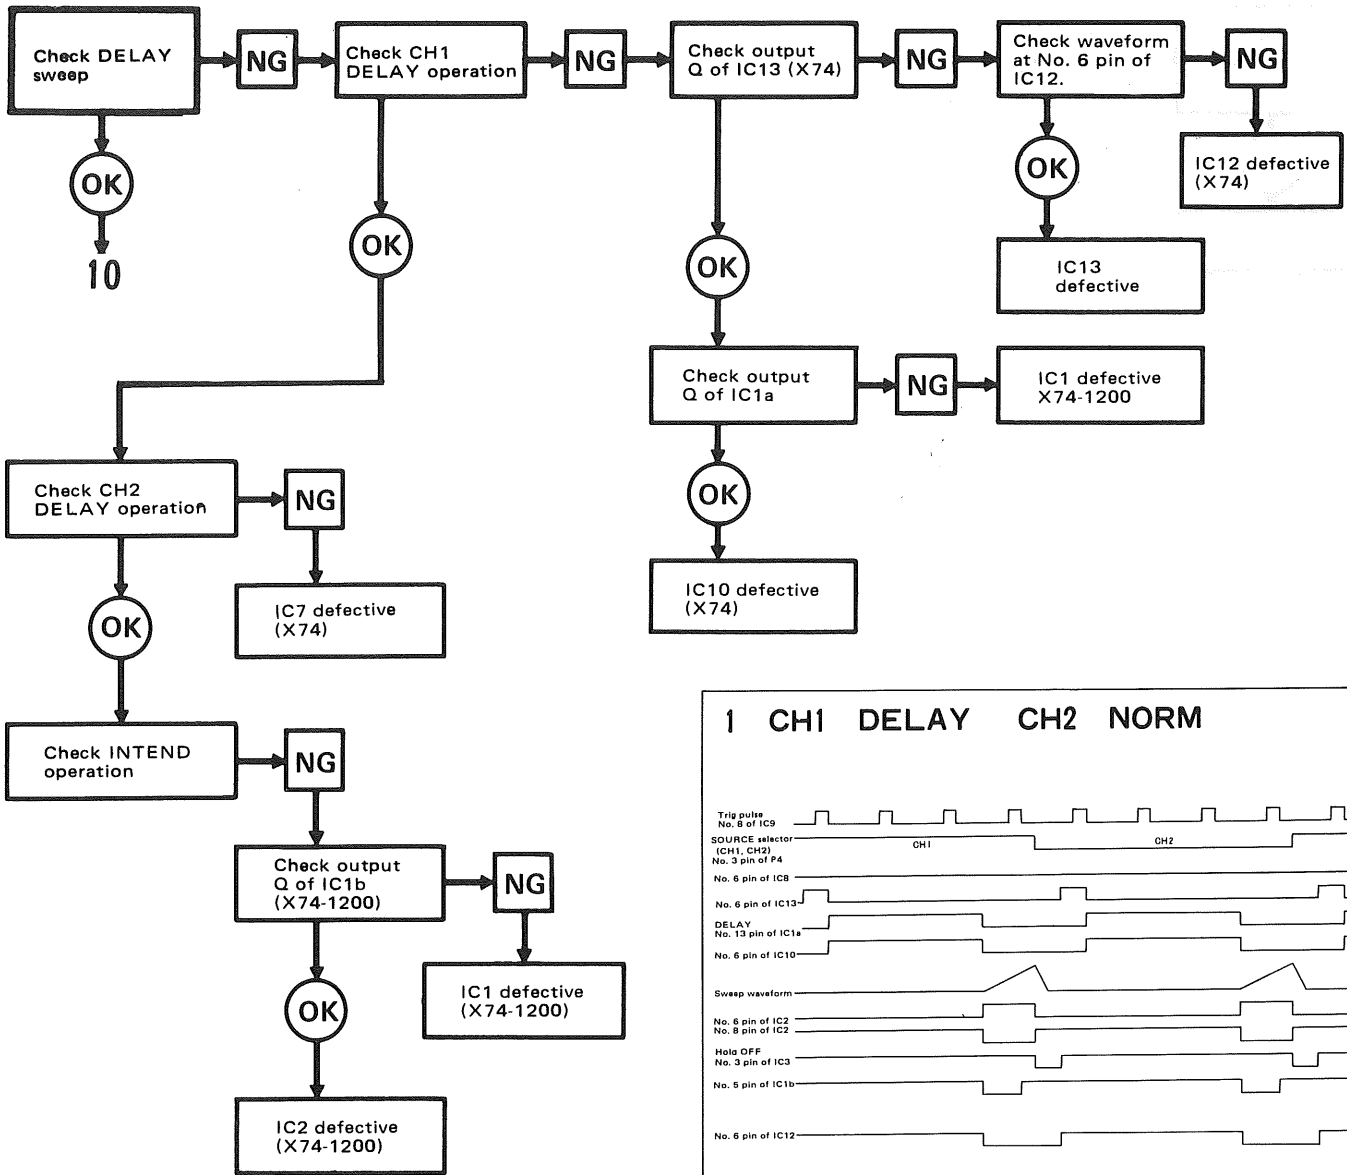 Check DELAY
sweep
NG
Check CH1
DELAY operation
NG
Check output
Q of IC13 (X74)
NG
Check waveform
at No. 6 pin of
IC12.
NG
OK
10
OK
OK
OK
IC12 defective
(X74)
IC13
defective
Check output
Q of IC1a
NG
IC1 defective
X74-1200
OK
IC10 defective
(X74)
Check CH2
DELAY operation
NG
OK
IC7 defective
(X74)
Check INTEND
operation
NG
Check output
Q of IC1b
(X74-1200)
NG
OK
IC1 defective
(X74-1200)
IC2 defective
(X74-1200)
1 CH1 DELAY CH2 NORM
Trig pulse
No. 8 of IC9
SOURCE selector
(CH1, CH2)
No. 3 pin of P4
CH1
CH2
No. 6 pin of IC8
No. 6 pin of IC13
DELAY
No. 13 pin of IC1a
No. 6 pin of IC10
Sweep waveform
No. 6 pin of IC2
No. 8 pin of IC2
Hold OFF
No. 3 pin of IC3
No. 5 pin of IC1b
No. 6 pin of IC12